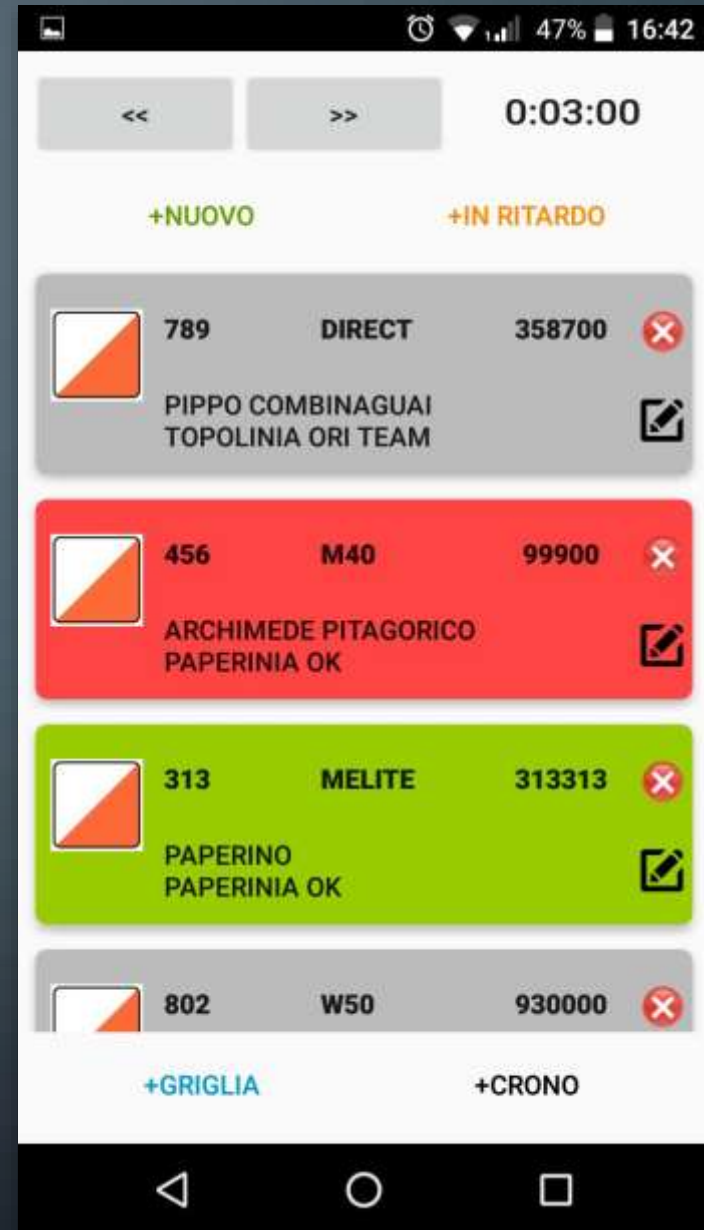 47% 16:42
<< >> 0:03:00
+NUOVO +IN RITARDO
789 DIRECT 358700
PIPPO COMBINAGUAI
TOPOLINIA ORI TEAM
456 M40 99900
ARCHIMEDE PITAGORICO
PAPERINIA OK
313 MELITE 313313
PAPERINO
PAPERINIA OK
802 W50 930000
+GRIGLIA +CRONO